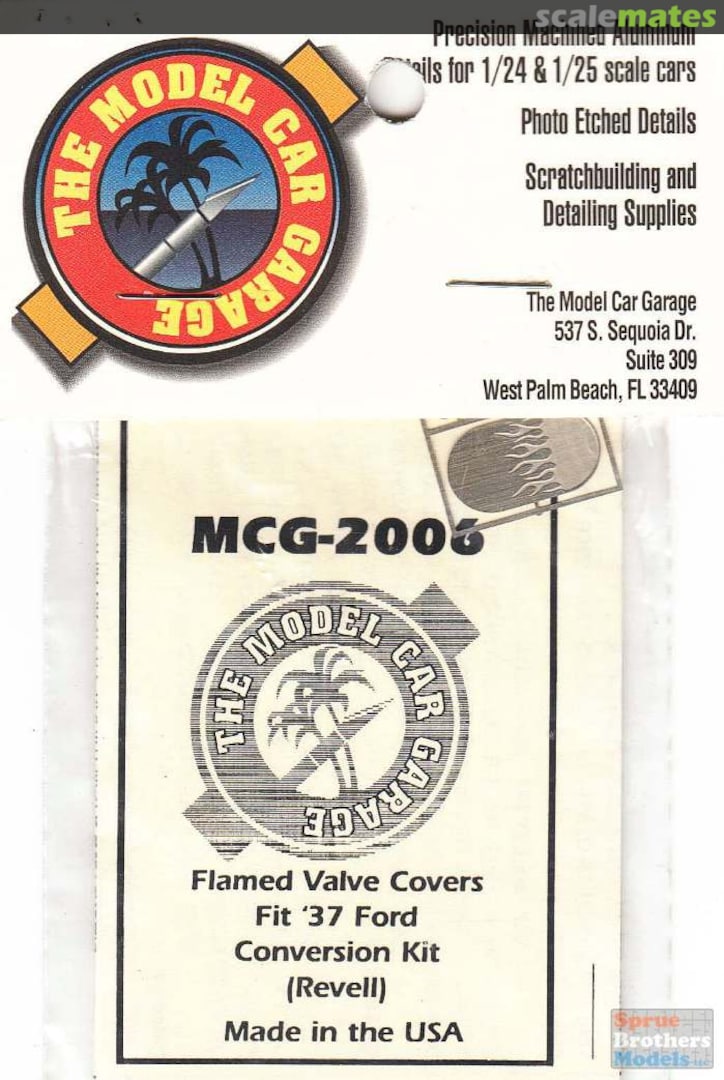 scalemates
Precision Machined Aluminum
for 1/24 & 1/25 scale cars
Photo Etched Details
Scratchbuilding and
Detailing Supplies
THE MODEL CAR GARAGE
The Model Car Garage
537 S. Sequoia Dr.
Suite 309
West Palm Beach, FL 33409
MCG-2006
THE MODEL CAR GARAGE
Flamed Valve Covers
Fit '37 Ford
Conversion Kit
(Revell)
Made in the USA
Sprue
Brothers
Models LLC